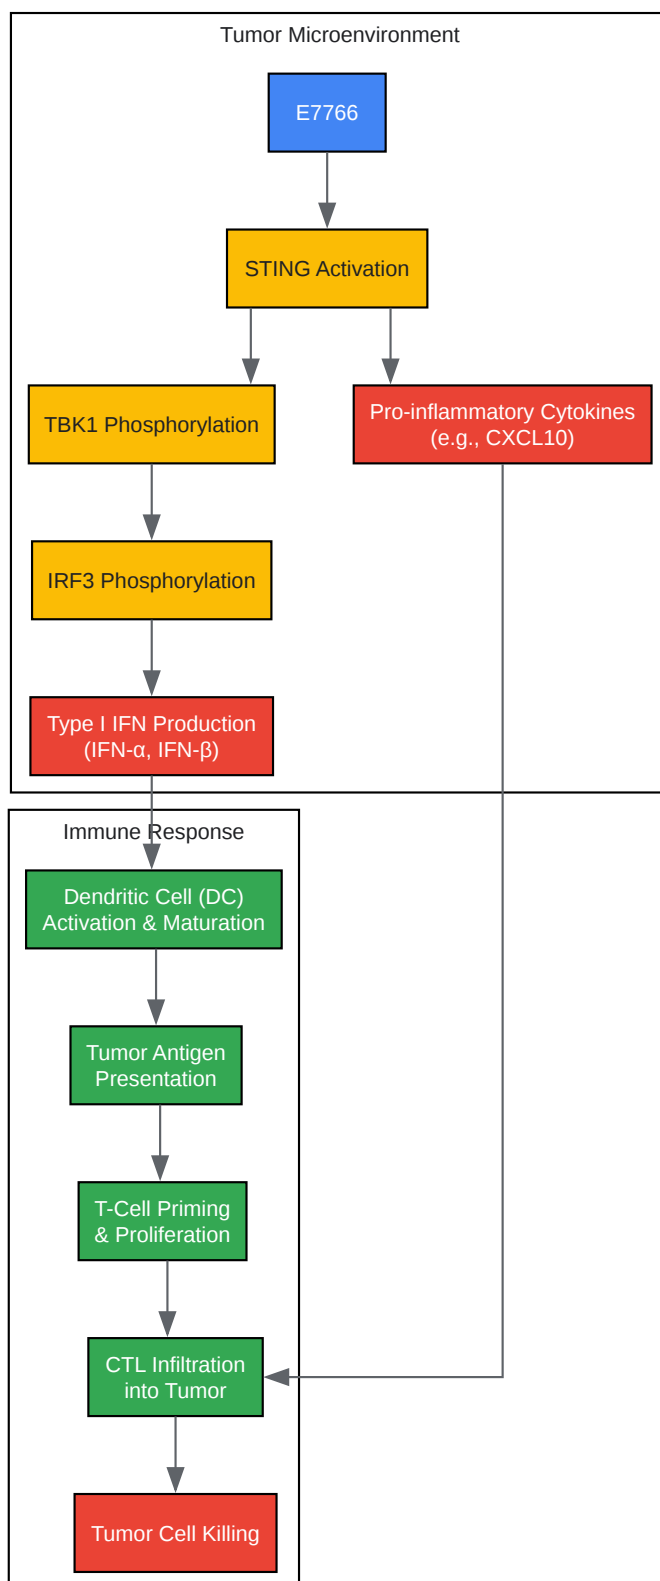 Tumor Microenvironment
E7766
STING Activation
TBK1 Phosphorylation
Pro-inflammatory Cytokines
(e.g., CXCL10)
IRF3 Phosphorylation
Type I IFN Production
(IFN-α, IFN-β)
Immune Response
Dendritic Cell (DC)
Activation & Maturation
Tumor Antigen
Presentation
T-Cell Priming
& Proliferation
CTL Infiltration
into Tumor
Tumor Cell Killing